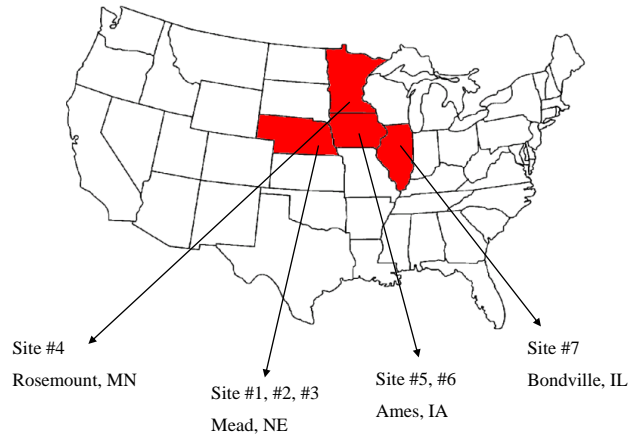 Site #4
Rosemount, MN
Site #1, #2, #3
Mead, NE
Site #5, #6
Ames, IA
Site #7
Bondville, IL